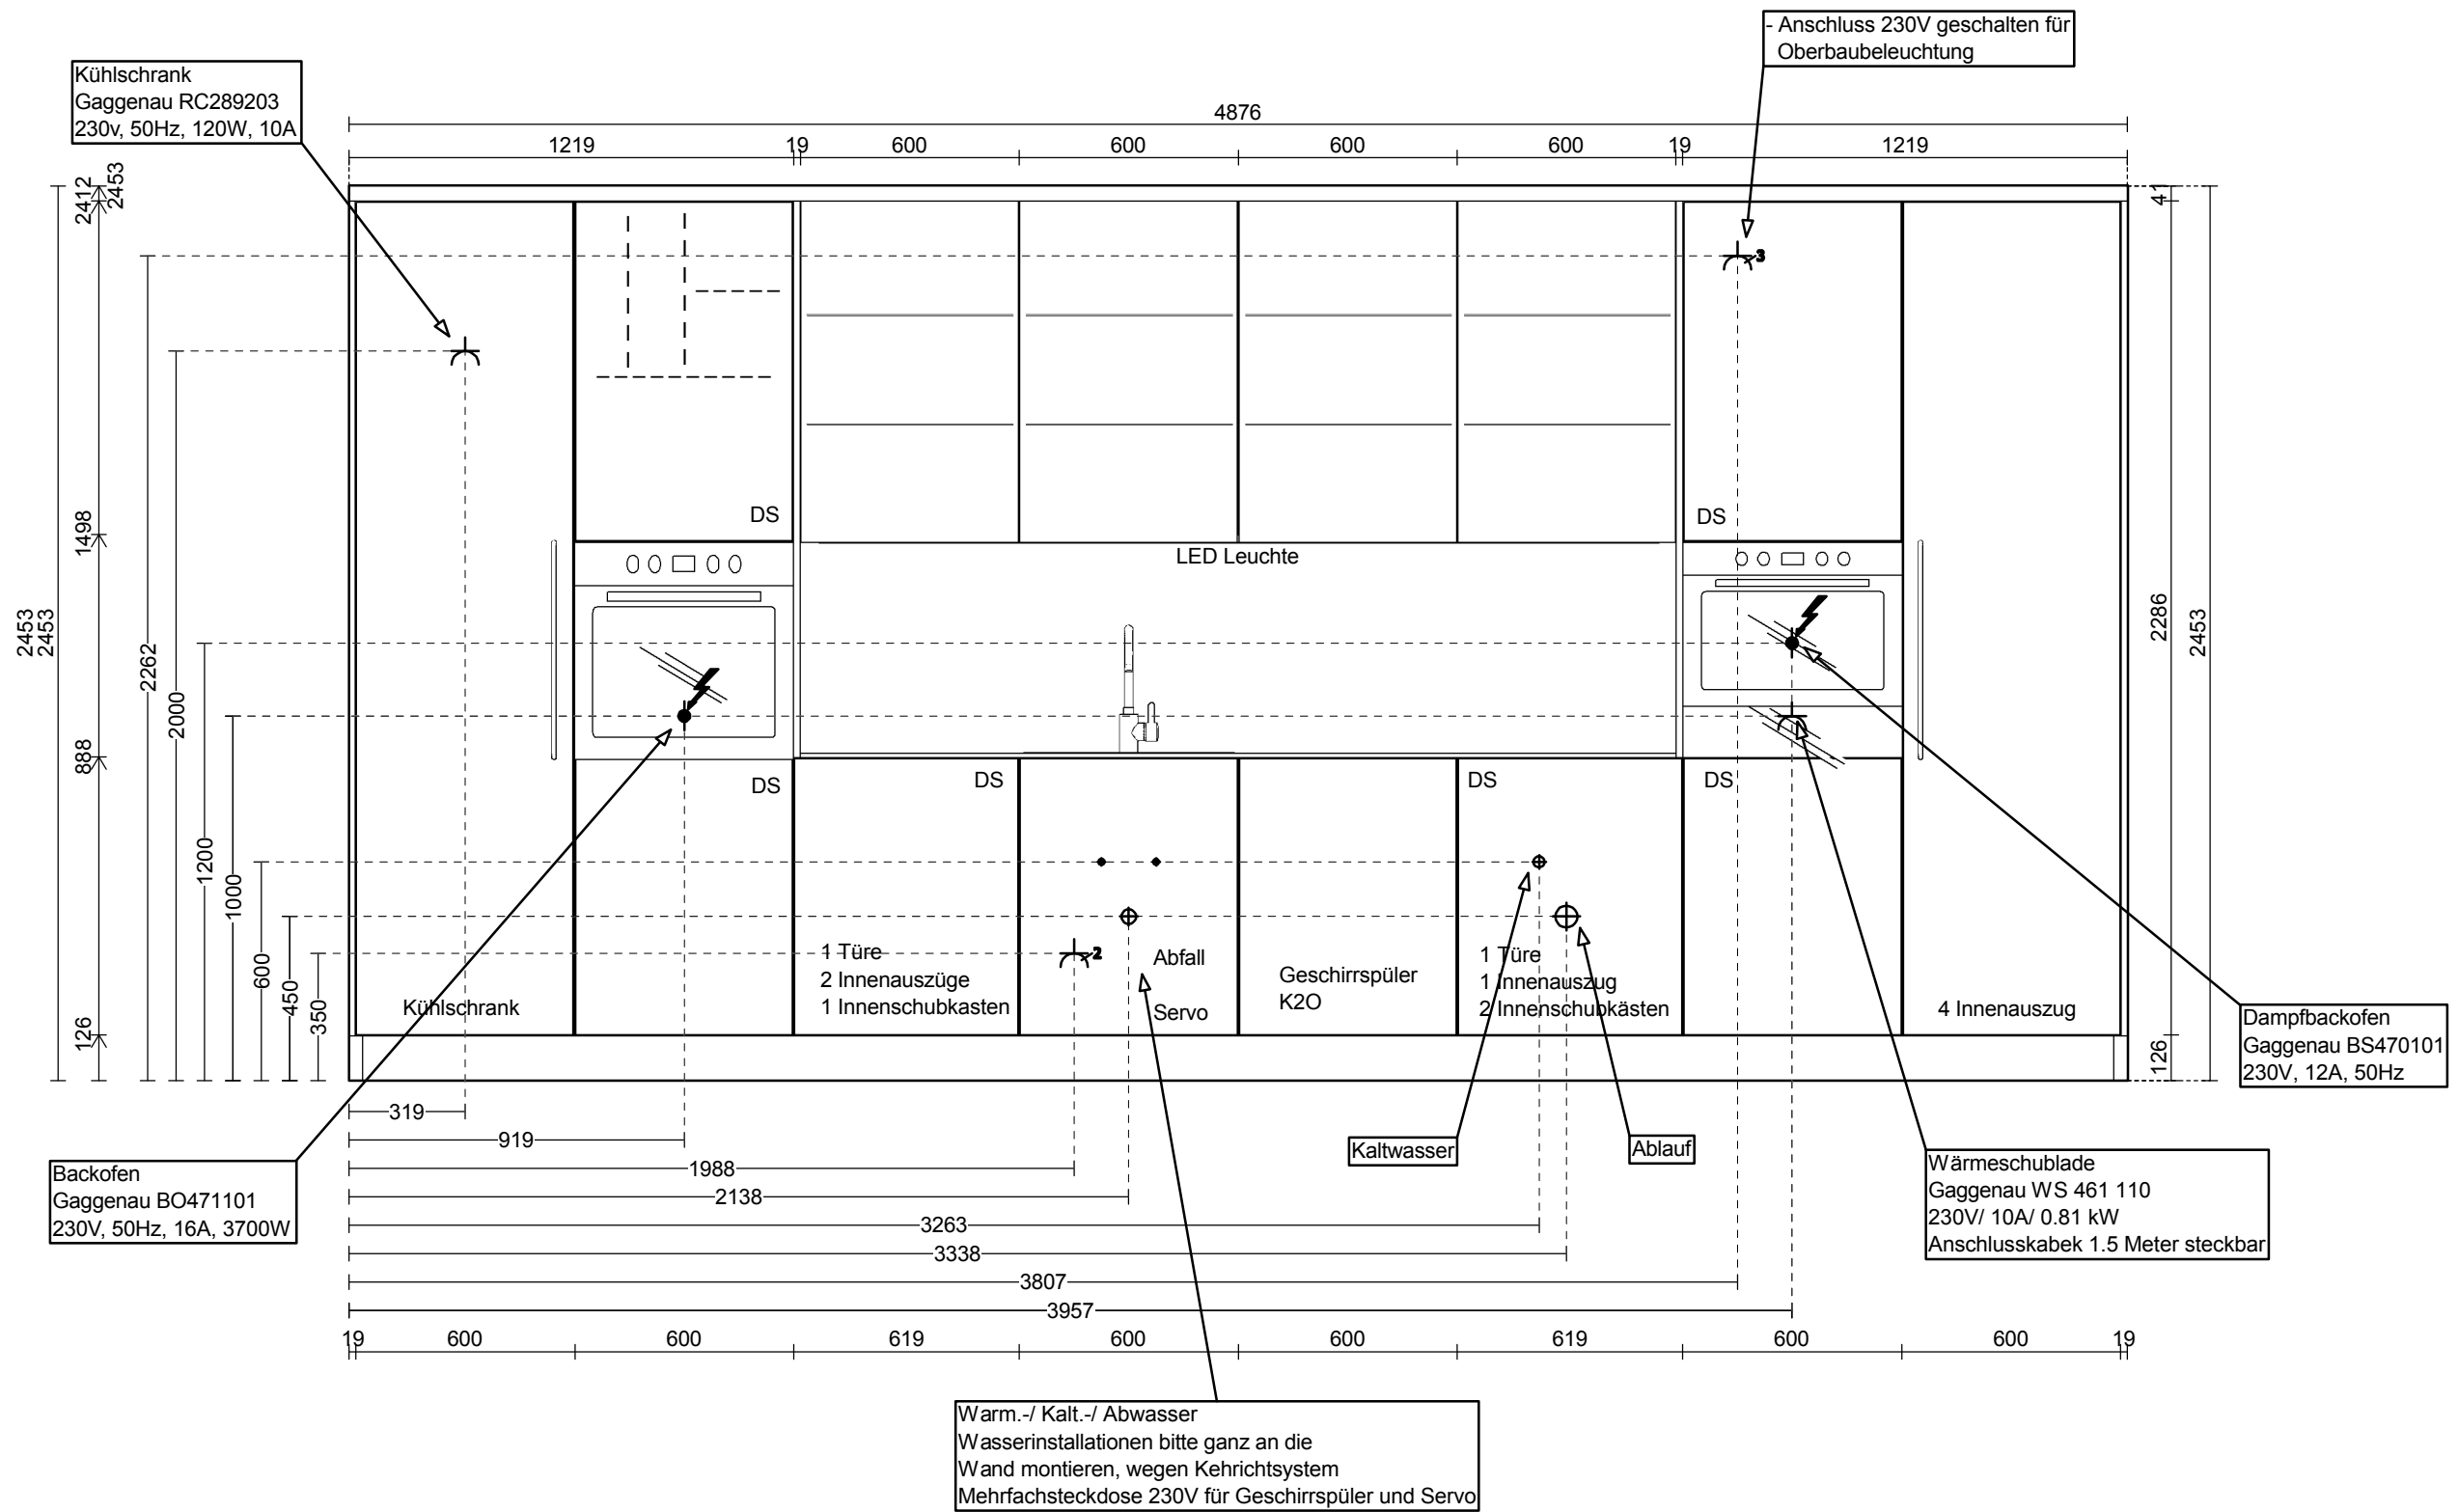 - Anschluss 230V geschalten für
Oberbaubeleuchtung
Kühlschrank
Gaggenau RC289203
230v, 50Hz, 120W, 10A
4876
1219 19 600 600 600 600 19 1219
2453
2412
1498
888
126
2453
2453
2262
2000
1200
1000
600
450
350
41
2286
126
2453
3
DS
DS
LED Leuchte
DS
DS
DS
DS
1 Türe
2 Innenauszüge
1 Innenschubkasten
2
Abfall
Servo
Geschirrspüler
K2O
1 Türe
1 Innenauszug
2 Innenschubkästen
Kühlschrank
4 Innenauszug
Dampfbackofen
Gaggenau BS470101
230V, 12A, 50Hz
319
919
1988
2138
3263
3338
3807
3957
Kaltwasser
Ablauf
Backofen
Gaggenau BO471101
230V, 50Hz, 16A, 3700W
Wärmeschublade
Gaggenau WS 461 110
230V/ 10A/ 0.81 kW
Anschlusskabek 1.5 Meter steckbar
19 600 600 619 600 600 619 600 600 19
Warm.-/ Kalt.-/ Abwasser
Wasserinstallationen bitte ganz an die
Wand montieren, wegen Kehrichtsystem
Mehrfachsteckdose 230V für Geschirrspüler und Servo